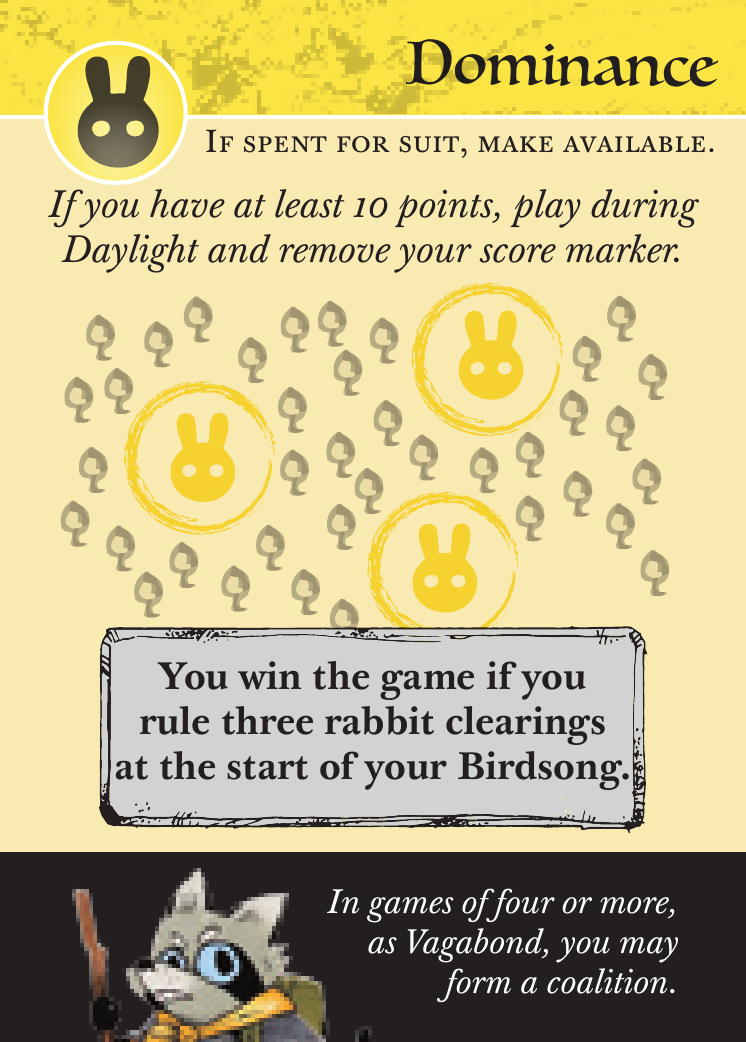 Dominance
If spent for suit, make available.
If you have at least 10 points, play during
Daylight and remove your score marker.
You win the game if you
rule three rabbit clearings
at the start of your Birdsong.
In games of four or more,
as Vagabond, you may
form a coalition.